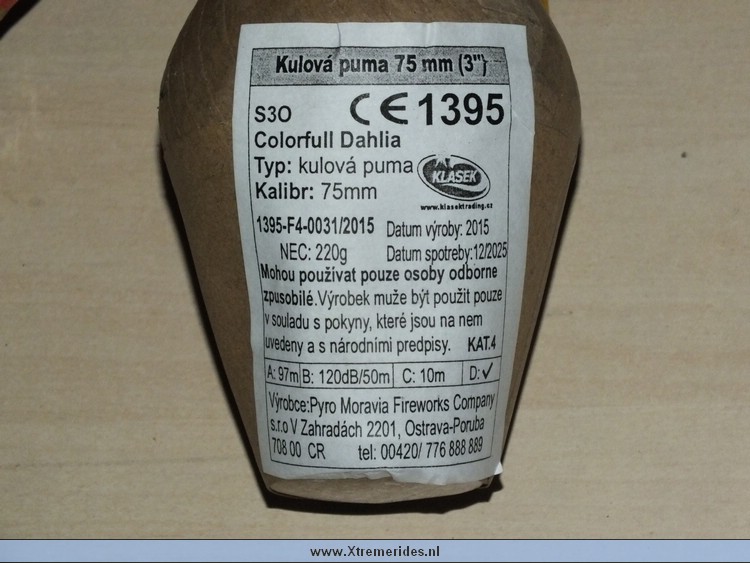 Kulová puma 75 mm (3")
S3O CE 1395
Colorfull Dahlia
Typ: kulová puma
KLASEK
Kalibr: 75mm
www.klasektrading.cz
1395-F4-0031/2015 Datum výroby: 2015
NEC: 220g Datum spotreby:12/2025
Mohou používat pouze osoby odborne
zpusobilé.Výrobek muže být použit pouze
v souladu s pokyny, které jsou na nem
uvedeny a s národními predpisy. KAT.4
A: 97m B: 120dB/50m C: 10m D: ✓
Výrobce:Pyro Moravia Fireworks Company
s.r.o V Zahradách 2201, Ostrava-Poruba
708 00 CR tel: 00420/ 776 888 889
www.Xtremerides.nl